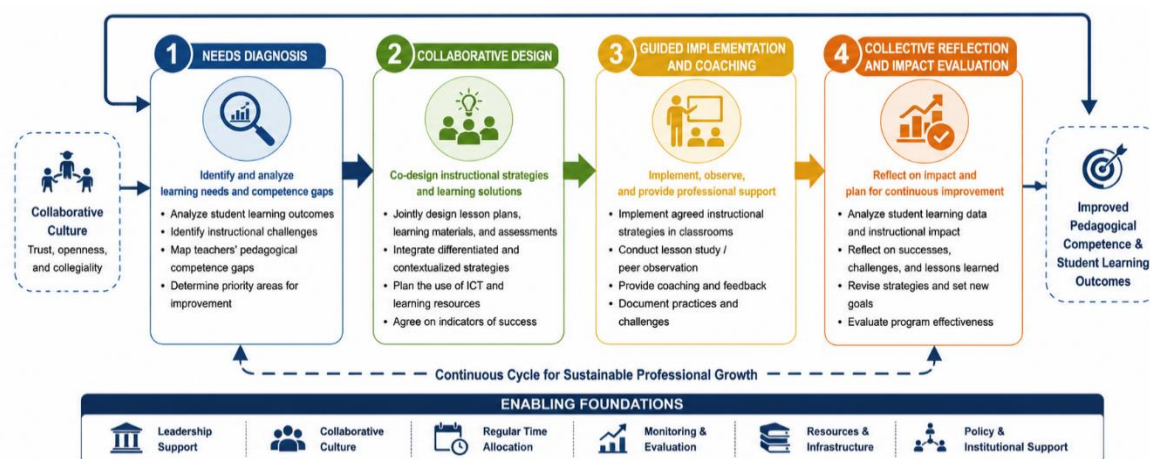 1
NEEDS DIAGNOSIS
2
COLLABORATIVE DESIGN
3
GUIDED IMPLEMENTATION
AND COACHING
4
COLLECTIVE REFLECTION
AND IMPACT EVALUATION
Collaborative
Culture
Trust, openness,
and collegiality
Identify and analyze
learning needs and competence gaps
• Analyze student learning outcomes
• Identify instructional challenges
• Map teachers' pedagogical
competence gaps
• Determine priority areas for
improvement
Co-design instructional strategies
and learning solutions
• Jointly design lesson plans,
learning materials, and assessments
• Integrate differentiated and
contextualized strategies
• Plan the use of ICT and
learning resources
• Agree on indicators of success
Implement, observe,
and provide professional support
• Implement agreed instructional
strategies in classrooms
• Conduct lesson study /
peer observation
• Provide coaching and feedback
• Document practices and
challenges
Reflect on impact and
plan for continuous improvement
• Analyze student learning data
and instructional impact
• Reflect on successes,
challenges, and lessons learned
• Revise strategies and set new
goals
• Evaluate program effectiveness
Improved
Pedagogical
Competence &
Student Learning
Outcomes
Continuous Cycle for Sustainable Professional Growth
ENABLING FOUNDATIONS
Leadership
Support
Collaborative
Culture
Regular Time
Allocation
Monitoring &
Evaluation
Resources &
Infrastructure
Policy &
Institutional Support